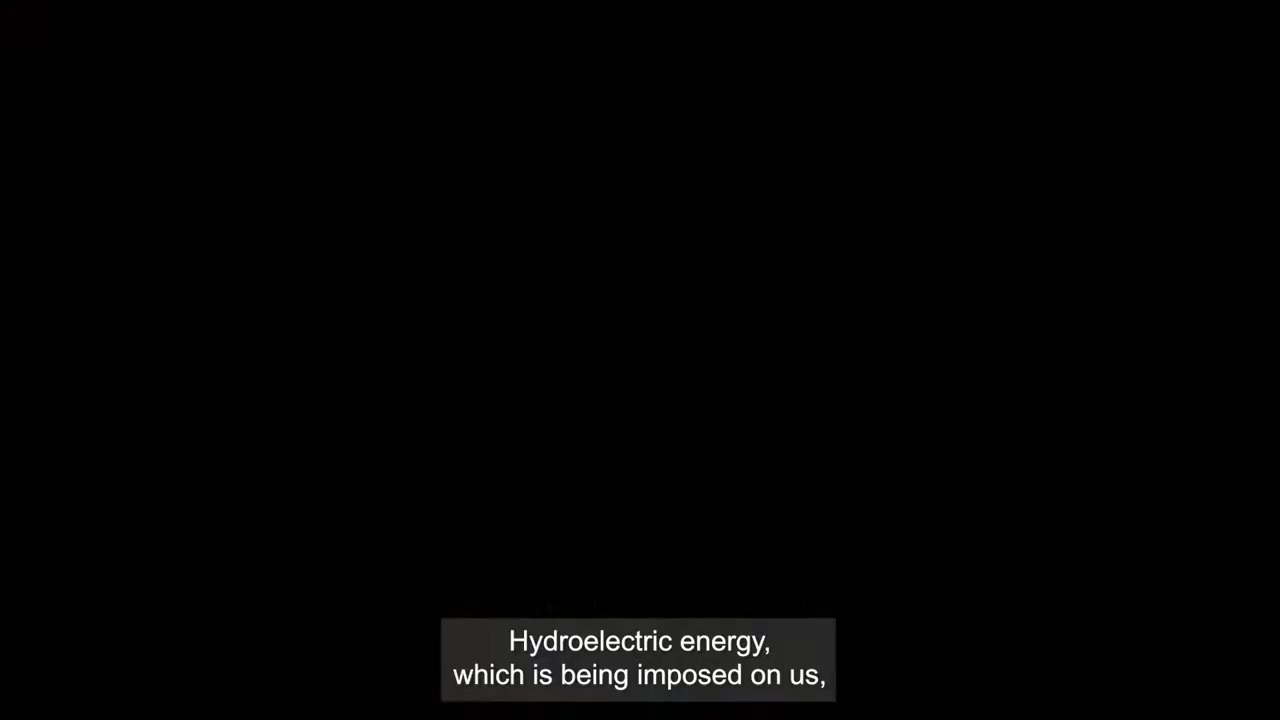 Hydroelectric energy,
which is being imposed on us,